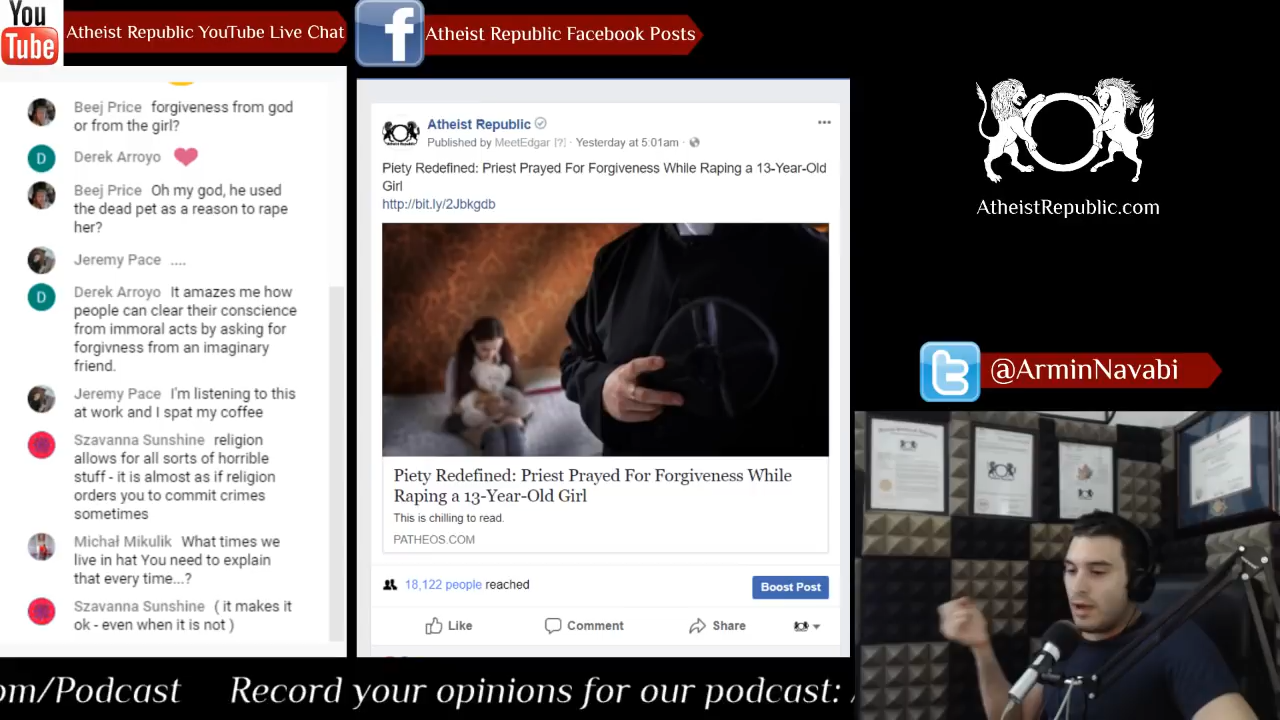 You
Tube
Atheist Republic YouTube Live Chat
Atheist Republic Facebook Posts
Beej Price forgiveness from god
or from the girl?
D
Derek Arroyo
Beej Price Oh my god, he used
the dead pet as a reason to rape
her?
Jeremy Pace ....
D
Derek Arroyo It amazes me how
people can clear their conscience
from immoral acts by asking for
forgivness from an imaginary
friend.
Jeremy Pace I'm listening to this
at work and I spat my coffee
Szavanna Sunshine religion
allows for all sorts of horrible
stuff - it is almost as if religion
orders you to commit crimes
sometimes
Michał Mikulik What times we
live in hat You need to explain
that every time...?
Szavanna Sunshine ( it makes it
ok - even when it is not )
Atheist Republic
Published by MeetEdgar [?] · Yesterday at 5:01am ·
Piety Redefined: Priest Prayed For Forgiveness While Raping a 13-Year-Old
Girl
http://bit.ly/2Jbkgdb
Piety Redefined: Priest Prayed For Forgiveness While
Raping a 13-Year-Old Girl
This is chilling to read.
PATHEOS.COM
18,122 people reached
Boost Post
Like
Comment
Share
AtheistRepublic.com
@ArminNavabi
om/Podcast Record your opinions for our podcast: